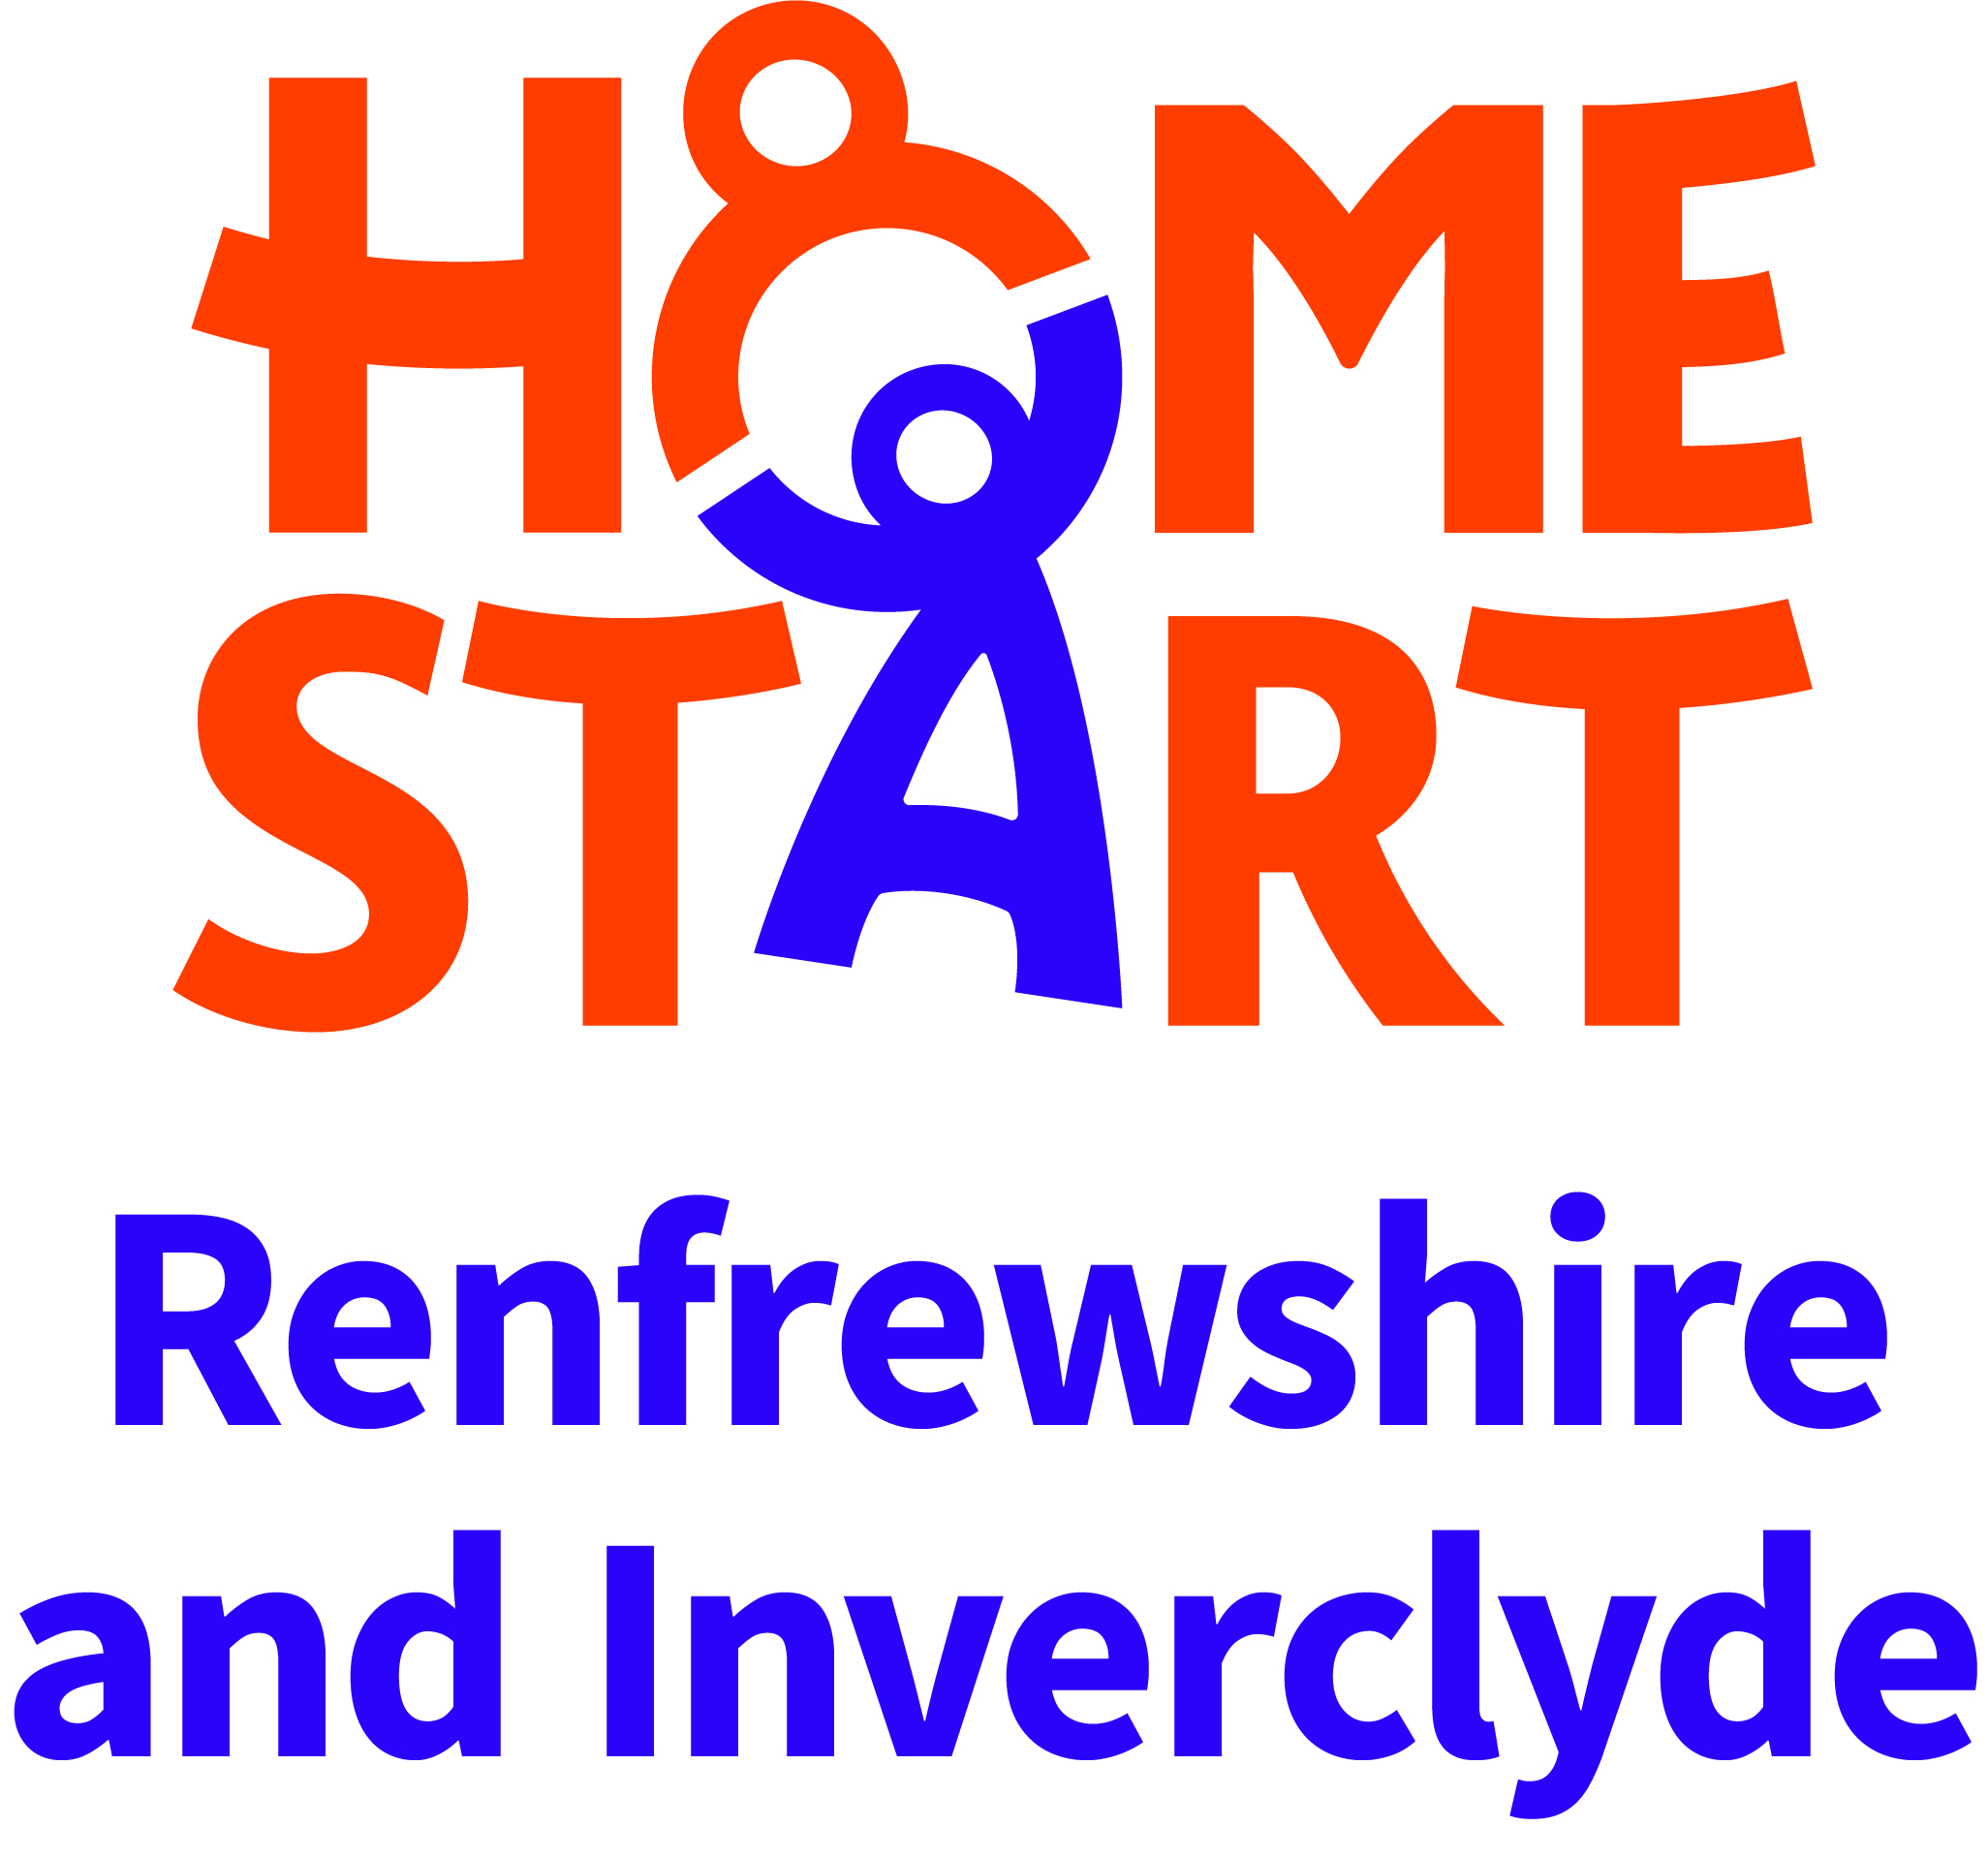 HOME
START
Renfrewshire
and Inverclyde